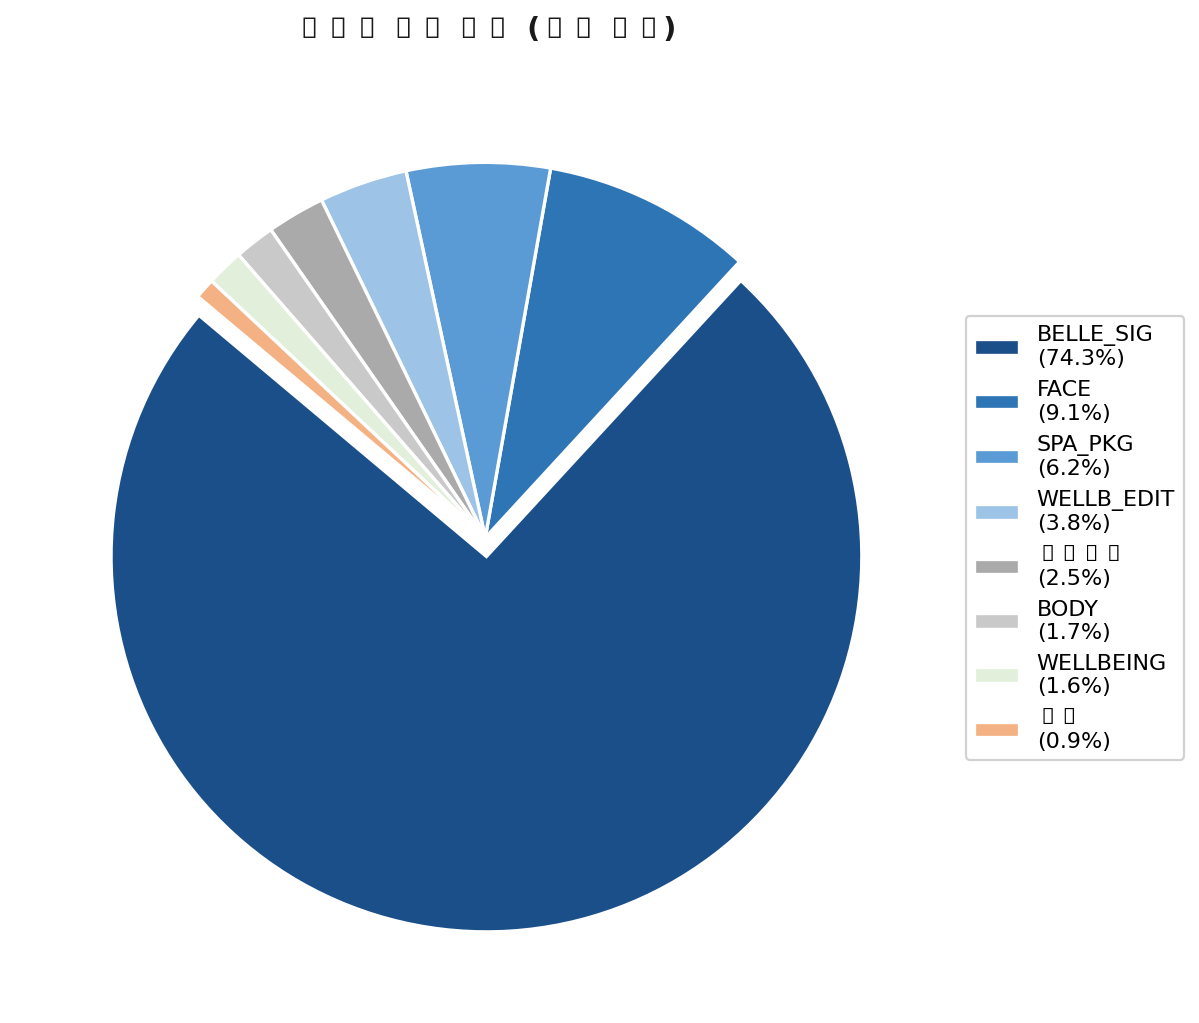 BELLE_SIG
(74.3%)
FACE
(9.1%)
SPA_PKG
(6.2%)
WELLB_EDIT
(3.8%)
(2.5%)
BODY
(1.7%)
WELLBEING
(1.6%)
(0.9%)